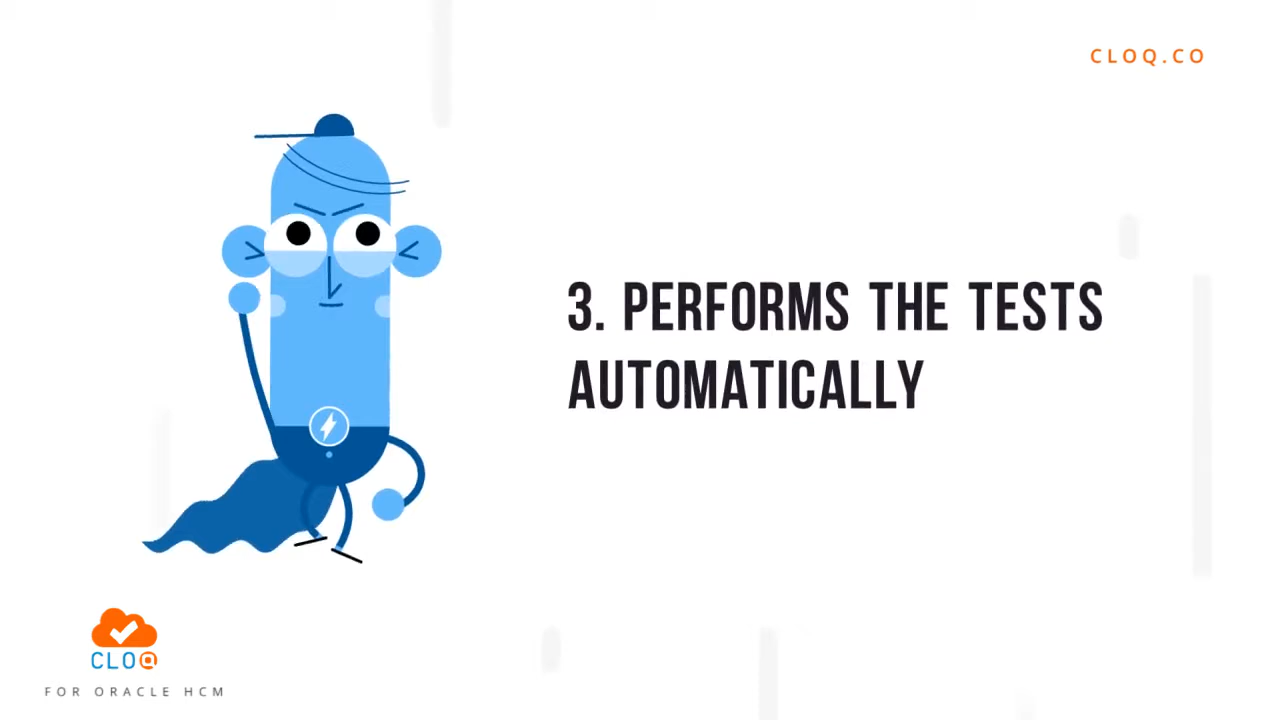 CLOQ.CO
3. PERFORMS THE TESTS
AUTOMATICALLY
CLOQ
FOR ORACLE HCM